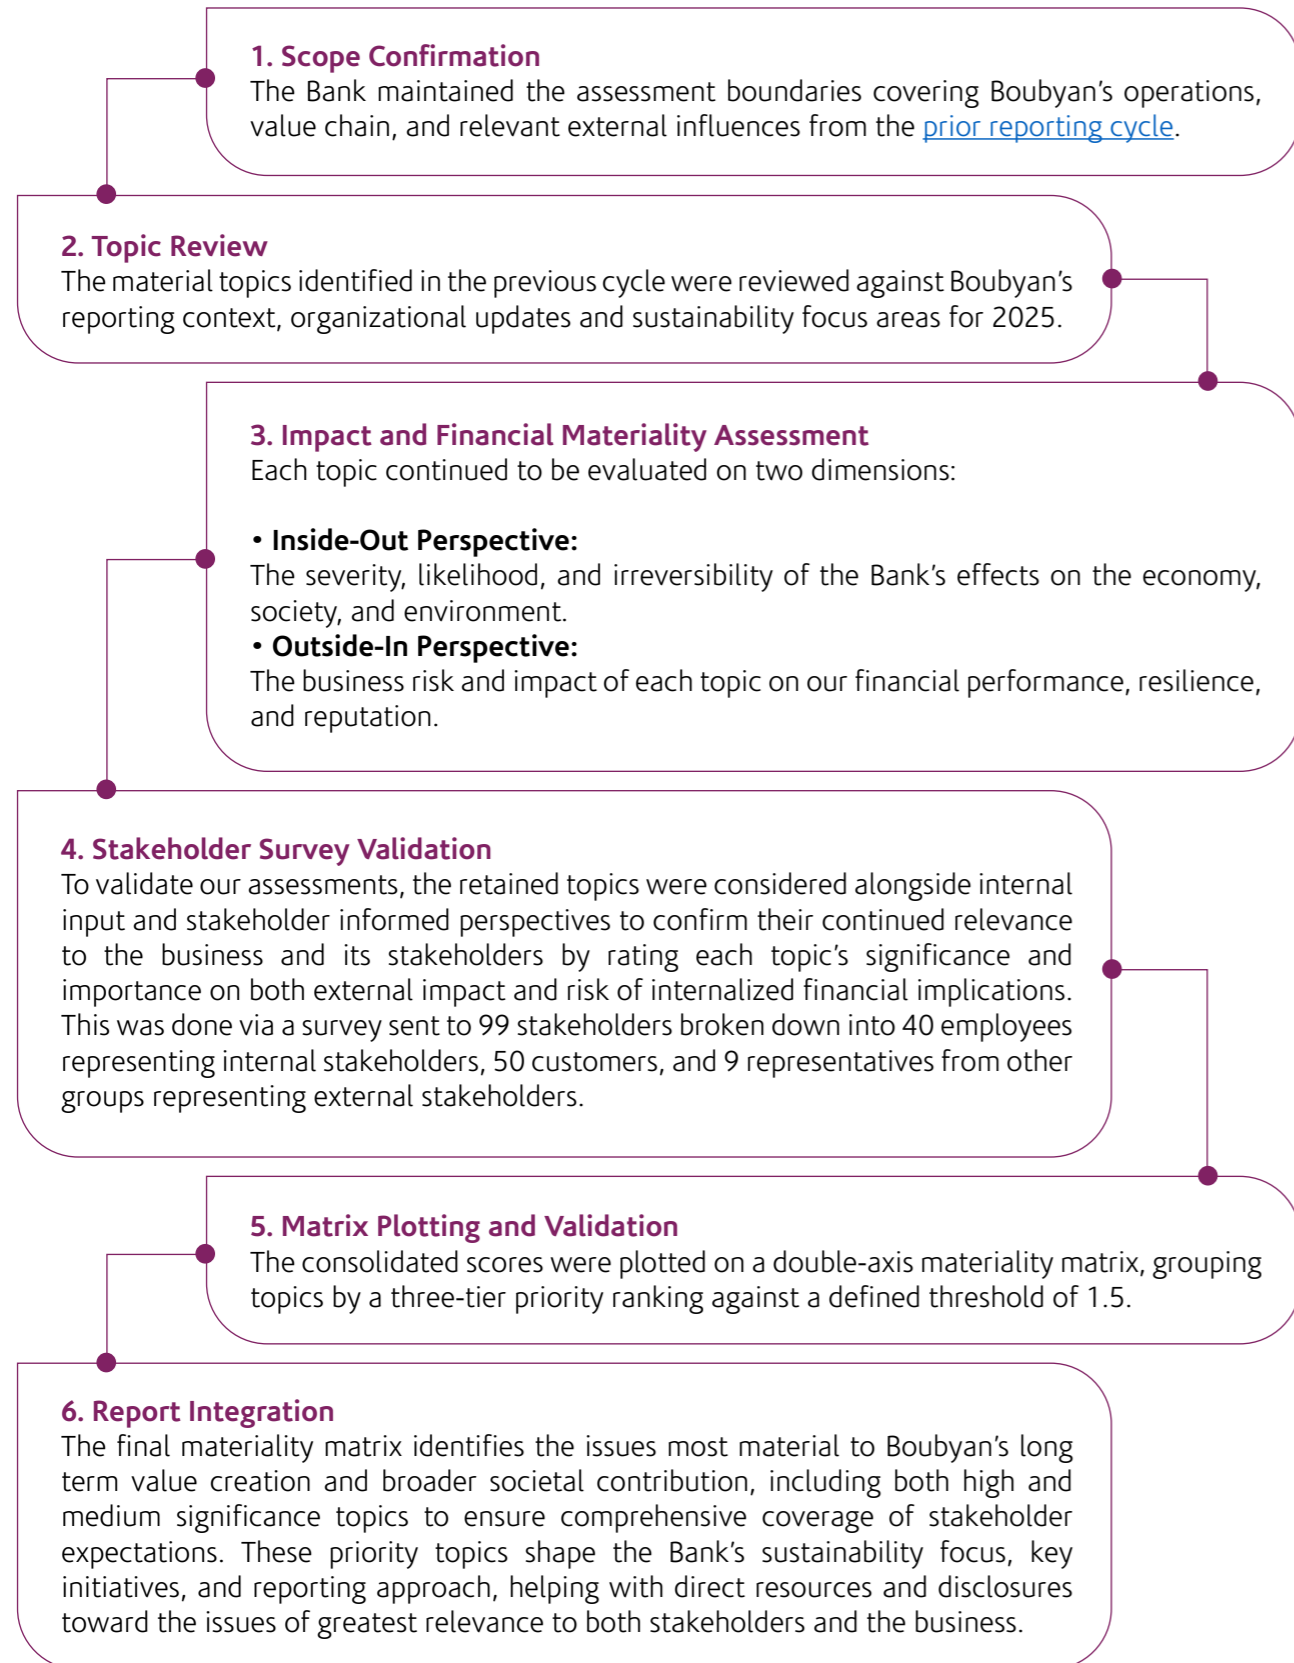 1. Scope Confirmation
The Bank maintained the assessment boundaries covering Boubyan's operations,
value chain, and relevant external influences from the prior reporting cycle.
2. Topic Review
The material topics identified in the previous cycle were reviewed against Boubyan's
reporting context, organizational updates and sustainability focus areas for 2025.
3. Impact and Financial Materiality Assessment
Each topic continued to be evaluated on two dimensions:
• Inside-Out Perspective:
The severity, likelihood, and irreversibility of the Bank's effects on the economy,
society, and environment.
• Outside-In Perspective:
The business risk and impact of each topic on our financial performance, resilience,
and reputation.
4. Stakeholder Survey Validation
To validate our assessments, the retained topics were considered alongside internal
input and stakeholder informed perspectives to confirm their continued relevance
to the business and its stakeholders by rating each topic's significance and
importance on both external impact and risk of internalized financial implications.
This was done via a survey sent to 99 stakeholders broken down into 40 employees
representing internal stakeholders, 50 customers, and 9 representatives from other
groups representing external stakeholders.
5. Matrix Plotting and Validation
The consolidated scores were plotted on a double-axis materiality matrix, grouping
topics by a three-tier priority ranking against a defined threshold of 1.5.
6. Report Integration
The final materiality matrix identifies the issues most material to Boubyan's long
term value creation and broader societal contribution, including both high and
medium significance topics to ensure comprehensive coverage of stakeholder
expectations. These priority topics shape the Bank's sustainability focus, key
initiatives, and reporting approach, helping with direct resources and disclosures
toward the issues of greatest relevance to both stakeholders and the business.